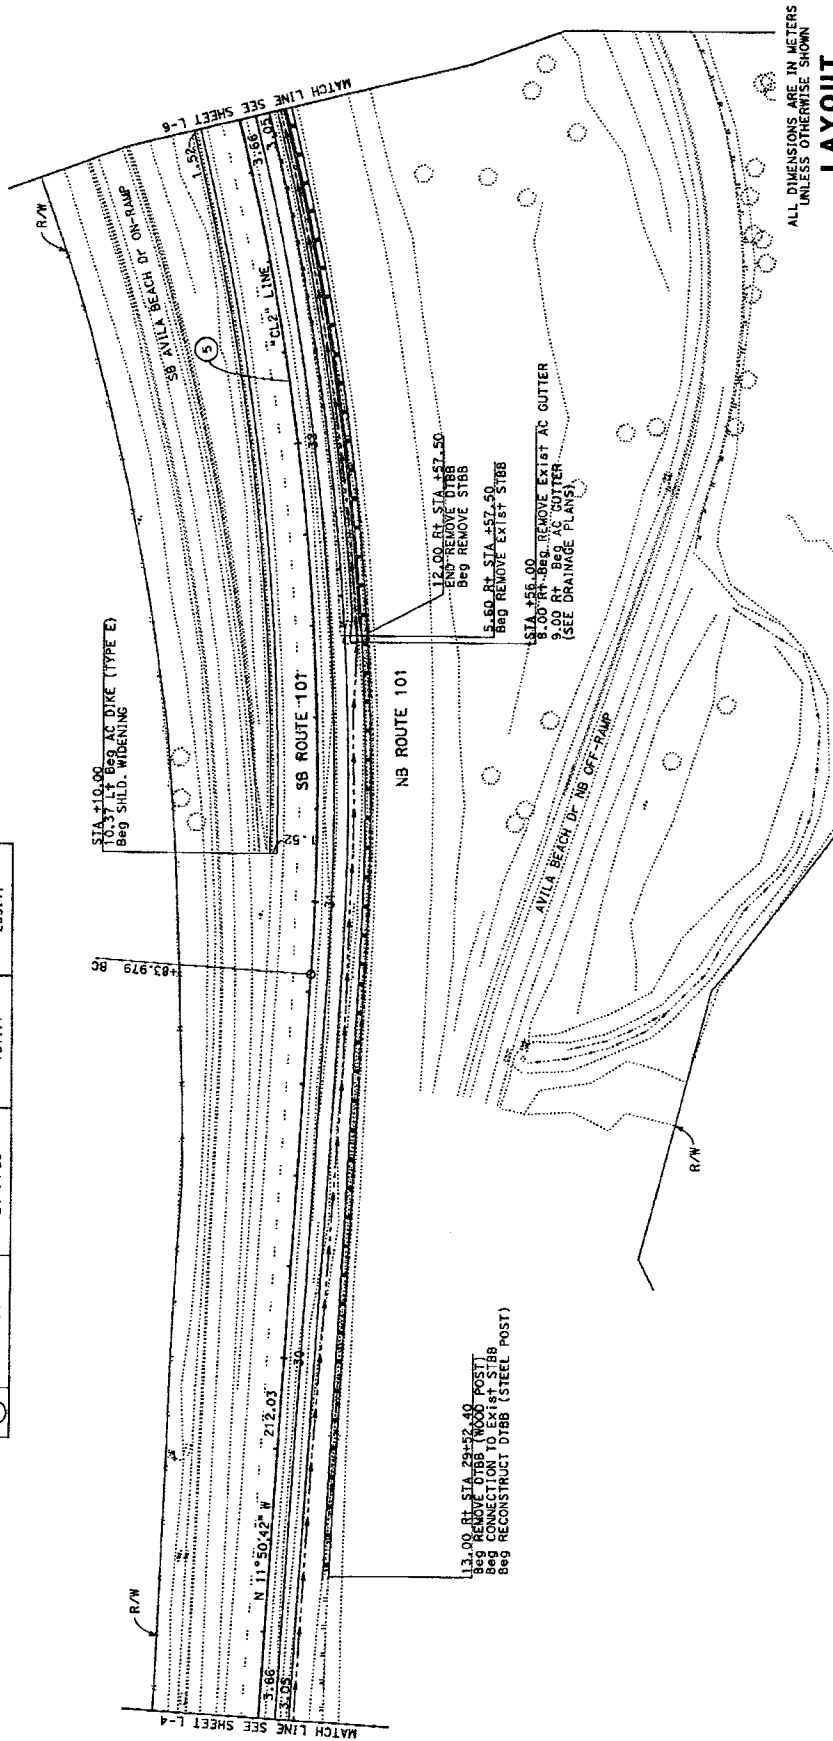 MATCH LINE SEE SHEET L-4
R/W
3.66
3.05
N 11°50'42" W
212.03
30
13.00 Rt STA 29+52.40
Beg REMOVE DTBB (WOOD POST)
Beg CONNECTION TO Exist STBB
Beg RECONSTRUCT DTBB (STEEL POST)
BC
+83.979
31
STA +10.00
10.37 Lt Beg AC DIKE (TYPE E)
Beg SHLD. WIDENING
1.52
SB ROUTE 101
NB ROUTE 101
12.00 Rt STA +57.50
END REMOVE DTBB
Beg REMOVE STBB
5.60 Rt STA +57.50
Beg REMOVE Exist STBB
STA +56.00
8.00 Rt Beg REMOVE Exist AC GUTTER
9.00 Rt Beg AC GUTTER
(SEE DRAINAGE PLANS)
32
5
"CL2" LINE
SB AVILA BEACH Dr ON-RAMP
R/W
1.52
3.66
3.05
MATCH LINE SEE SHEET L-6
AVILA BEACH Dr NB OFF-RAMP
R/W
ALL DIMENSIONS ARE IN METERS
UNLESS OTHERWISE SHOWN
LAYOUT